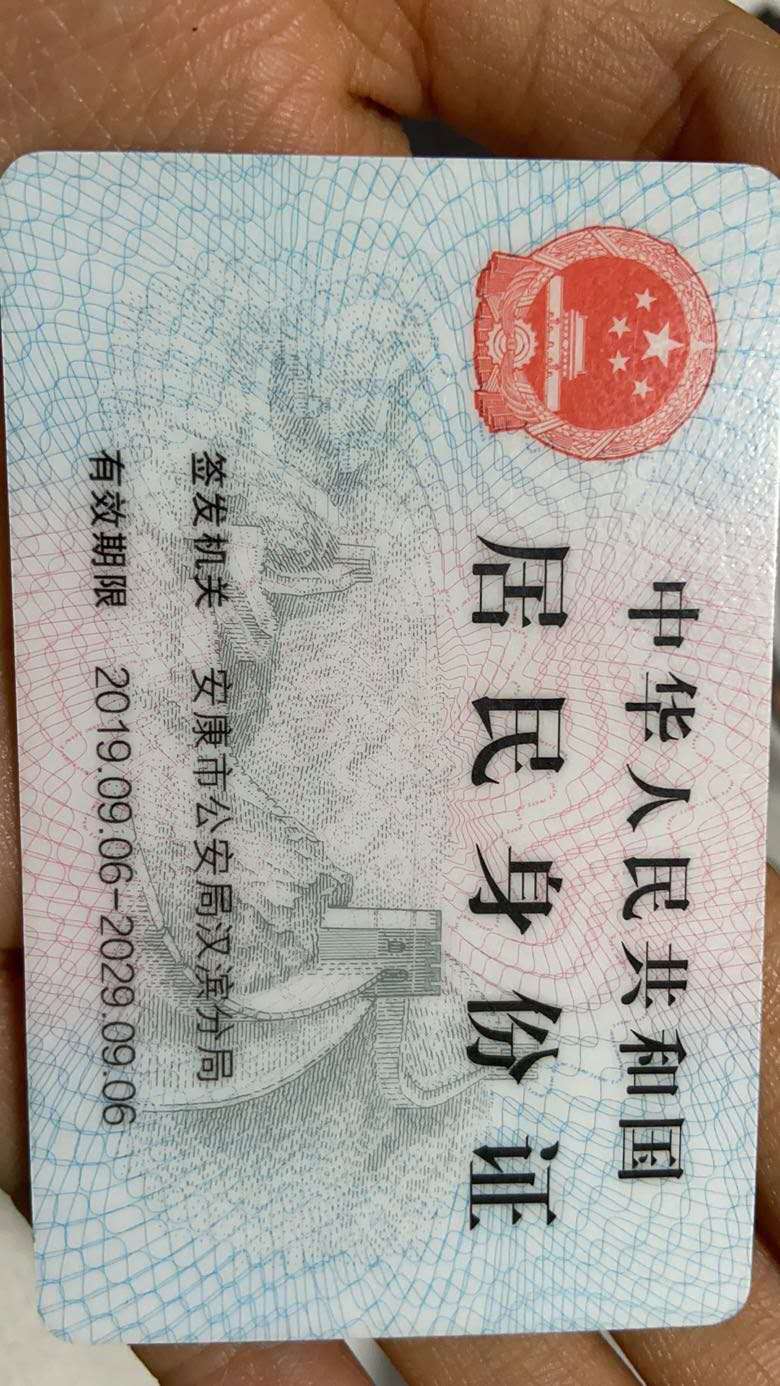 中华人民共和国
居民身份证
签发机关 安康市公安局汉滨分局
有效期限 2019.09.06-2029.09.06